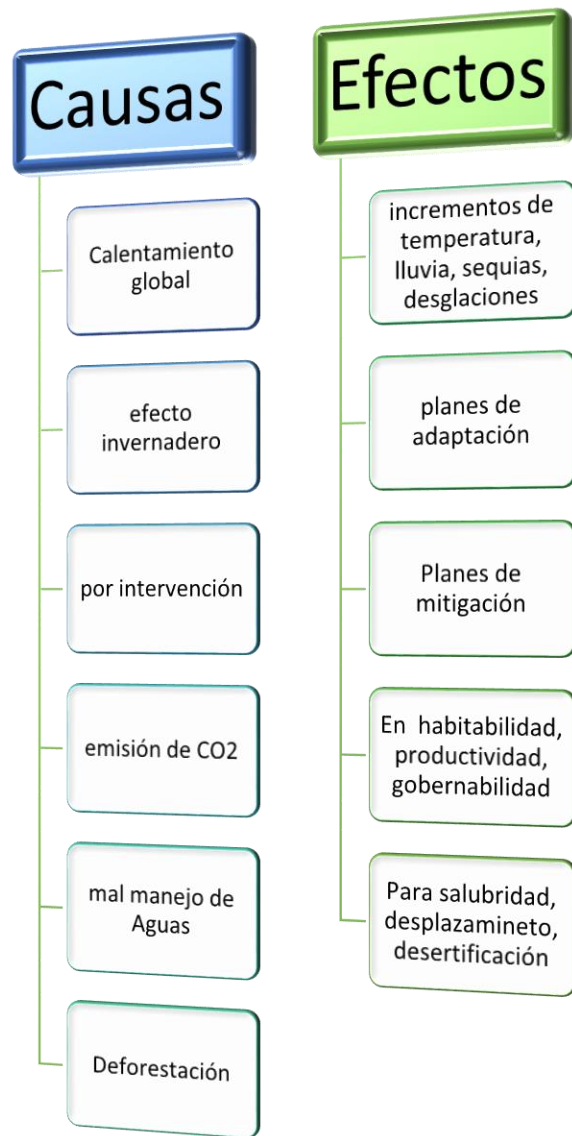 Causas
Calentamiento
global
efecto
invernadero
por intervención
emisión de CO2
mal manejo de
Aguas
Deforestación
Efectos
incrementos de
temperatura,
lluvia, sequias,
desglaciones
planes de
adaptación
Planes de
mitigación
En habitabilidad,
productividad,
gobernabilidad
Para salubridad,
desplazamineto,
desertificación